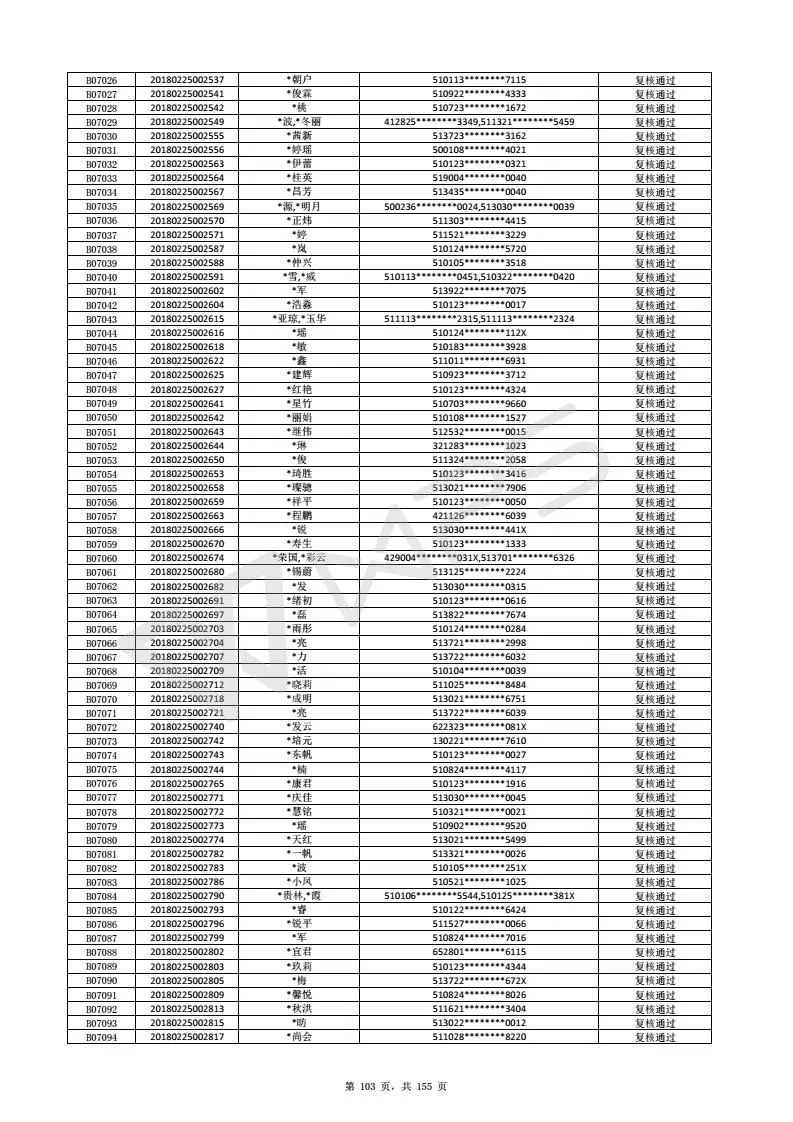 B07026 20180225002537 *朝户 510113********7115 复核通过
B07027 20180225002541 *俊霖 510922********4333 复核通过
B07028 20180225002542 *桃 510723********1672 复核通过
B07029 20180225002549 *波,*冬丽 412825********3349,511321********5459 复核通过
B07030 20180225002555 *茜新 513723********3162 复核通过
B07031 20180225002556 *婷瑶 500108********4021 复核通过
B07032 20180225002563 *伊蕾 510123********0321 复核通过
B07033 20180225002564 *桂英 519004********0040 复核通过
B07034 20180225002567 *昌芳 513435********0040 复核通过
B07035 20180225002569 *源,*明月 500236********0024,513030********0039 复核通过
B07036 20180225002570 *正炜 511303********4415 复核通过
B07037 20180225002571 *婷 511521********3229 复核通过
B07038 20180225002587 *岚 510124********5720 复核通过
B07039 20180225002588 *仲兴 510105********3518 复核通过
B07040 20180225002591 *雪,*威 510113********0451,510322********0420 复核通过
B07041 20180225002602 *军 513922********7075 复核通过
B07042 20180225002604 *浩淼 510123********0017 复核通过
B07043 20180225002615 *亚琼,*玉华 511113********2315,511113********2324 复核通过
B07044 20180225002616 *瑶 510124********112X 复核通过
B07045 20180225002618 *敏 510183********3928 复核通过
B07046 20180225002622 *鑫 511011********6931 复核通过
B07047 20180225002625 *建辉 510923********3712 复核通过
B07048 20180225002627 *红艳 510123********4324 复核通过
B07049 20180225002641 *星竹 510703********9660 复核通过
B07050 20180225002642 *丽娟 510108********1527 复核通过
B07051 20180225002643 *继伟 512532********0015 复核通过
B07052 20180225002644 *琳 321283********1023 复核通过
B07053 20180225002650 *俊 511324********2058 复核通过
B07054 20180225002653 *琦胜 510123********3416 复核通过
B07055 20180225002658 *璨骢 513021********7906 复核通过
B07056 20180225002659 *祥平 510123********0050 复核通过
B07057 20180225002663 *程鹏 421126********6039 复核通过
B07058 20180225002666 *锐 513030********441X 复核通过
B07059 20180225002670 *寿生 510123********1333 复核通过
B07060 20180225002674 *荣国,*彩云 429004********031X,513701********6326 复核通过
B07061 20180225002680 *锡蔚 513125********2224 复核通过
B07062 20180225002682 *发 513030********0315 复核通过
B07063 20180225002691 *绪初 510123********0616 复核通过
B07064 20180225002697 *磊 513822********7674 复核通过
B07065 20180225002703 *雨彤 510124********0284 复核通过
B07066 20180225002704 *亮 513721********2998 复核通过
B07067 20180225002707 *力 513722********6032 复核通过
B07068 20180225002709 *活 510104********0039 复核通过
B07069 20180225002712 *晓莉 511025********8484 复核通过
B07070 20180225002718 *成明 513021********6751 复核通过
B07071 20180225002721 *亮 513722********6039 复核通过
B07072 20180225002740 *发云 622323********081X 复核通过
B07073 20180225002742 *培元 130221********7610 复核通过
B07074 20180225002743 *东帆 510123********0027 复核通过
B07075 20180225002744 *楠 510824********4117 复核通过
B07076 20180225002765 *康君 510123********1916 复核通过
B07077 20180225002771 *庆佳 513030********0045 复核通过
B07078 20180225002772 *慧铭 510321********0021 复核通过
B07079 20180225002773 *瑶 510902********9520 复核通过
B07080 20180225002774 *天红 513021********5499 复核通过
B07081 20180225002782 *一帆 513321********0026 复核通过
B07082 20180225002783 *波 510105********251X 复核通过
B07083 20180225002786 *小凤 510521********1025 复核通过
B07084 20180225002790 *贵林,*霞 510106********5544,510125********381X 复核通过
B07085 20180225002793 *睿 510122********6424 复核通过
B07086 20180225002796 *锐平 511527********0066 复核通过
B07087 20180225002799 *军 510824********7016 复核通过
B07088 20180225002802 *宜君 652801********6115 复核通过
B07089 20180225002803 *玖莉 510123********4344 复核通过
B07090 20180225002805 *梅 513722********672X 复核通过
B07091 20180225002809 *馨悦 510824********8026 复核通过
B07092 20180225002813 *秋洪 511621********3404 复核通过
B07093 20180225002815 *昉 513022********0012 复核通过
B07094 20180225002817 *尚会 511028********8220 复核通过
第 103 页，共 155 页